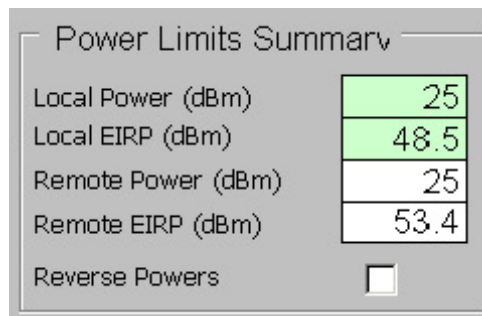 Power Limits Summary
Local Power (dBm) 25
Local EIRP (dBm) 48.5
Remote Power (dBm) 25
Remote EIRP (dBm) 53.4
Reverse Powers